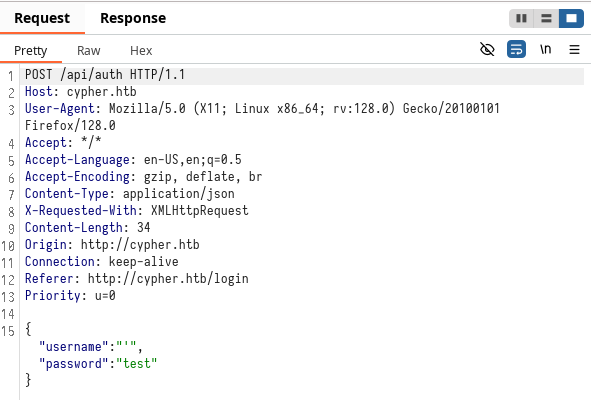 Request Response
Pretty Raw Hex \n
1 POST /api/auth HTTP/1.1
2 Host: cypher.htb
3 User-Agent: Mozilla/5.0 (X11; Linux x86_64; rv:128.0) Gecko/20100101
Firefox/128.0
4 Accept: */*
5 Accept-Language: en-US,en;q=0.5
6 Accept-Encoding: gzip, deflate, br
7 Content-Type: application/json
8 X-Requested-With: XMLHttpRequest
9 Content-Length: 34
10 Origin: http://cypher.htb
11 Connection: keep-alive
12 Referer: http://cypher.htb/login
13 Priority: u=0
14
15 {
"username":"'",
"password":"test"
}